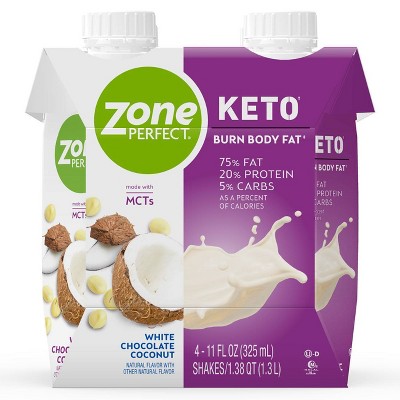 zone
PERFECT®
made with
MCTs
WHITE
CHOCOLATE
COCONUT
NATURAL FLAVOR WITH
OTHER NATURAL FLAVOR
KETO
BURN BODY FAT
75% FAT
20% PROTEIN
5% CARBS
AS A PERCENT
OF CALORIES
4 - 11 FL OZ (325 mL)
SHAKES/1.38 QT (1.3 L)
U-D